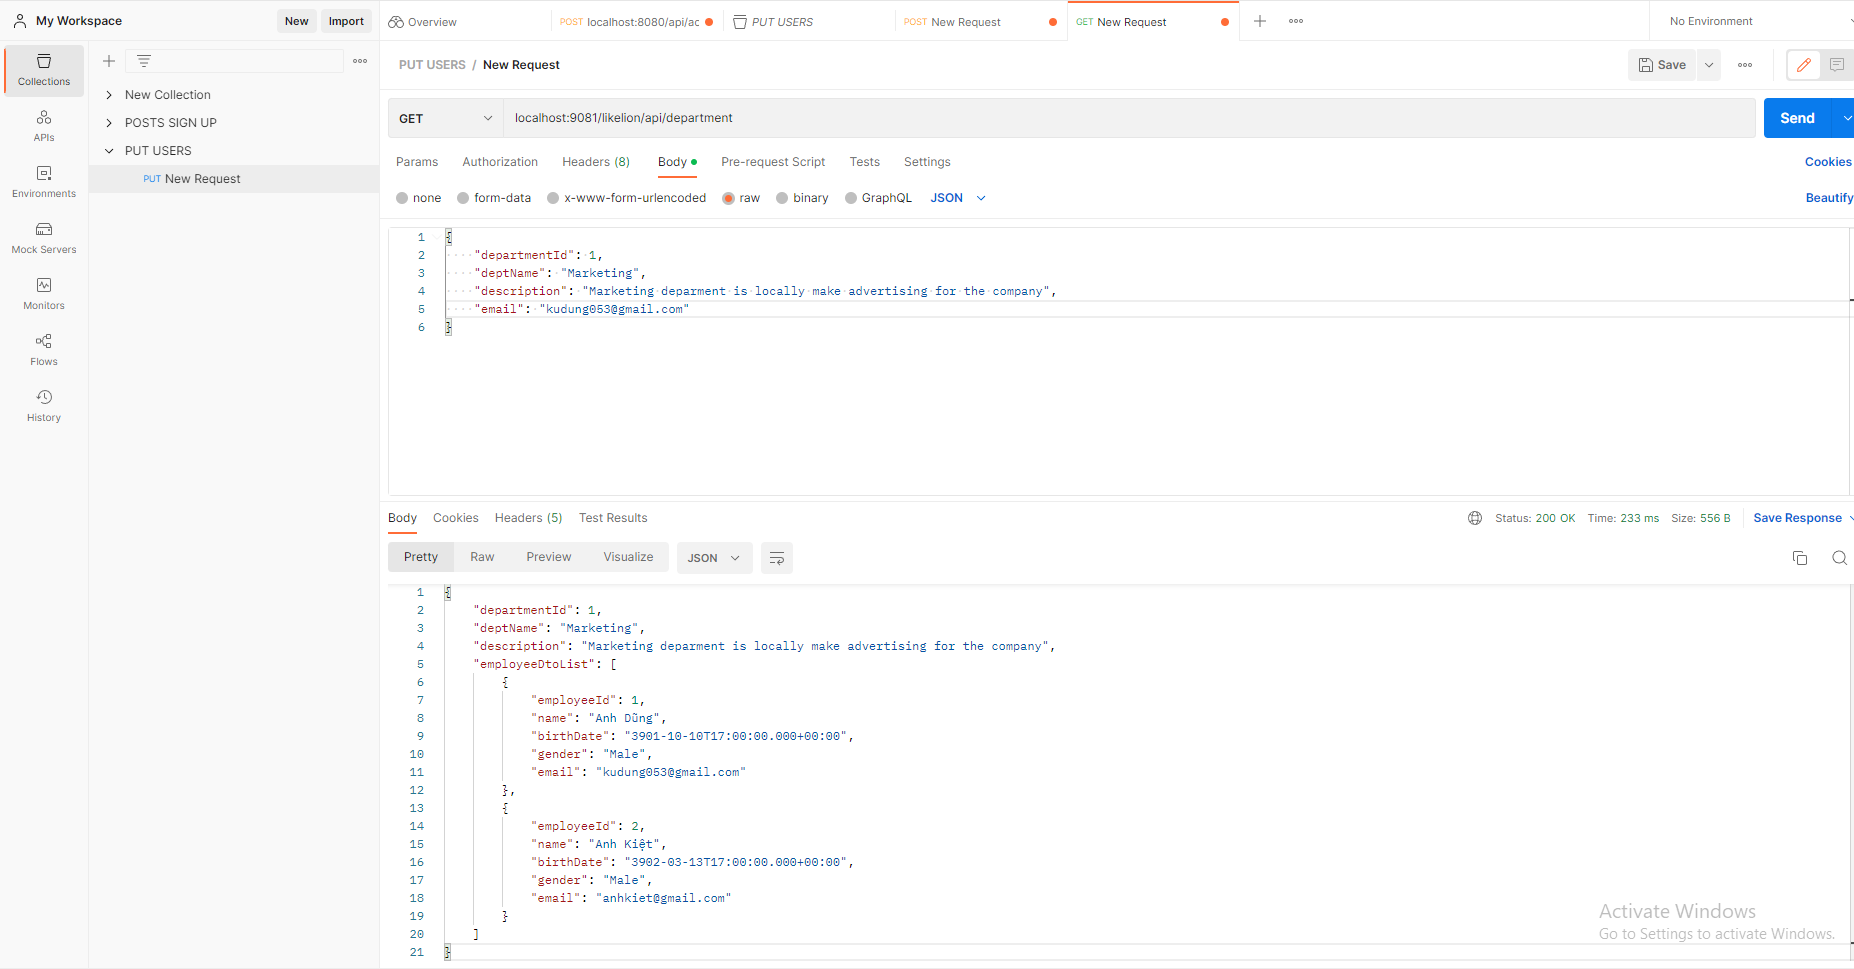 My Workspace
New
Import
Overview
POST localhost:8080/api/ac
PUT USERS
POST New Request
GET New Request
No Environment
Collections
APIs
Environments
Mock Servers
Monitors
Flows
History
New Collection
POSTS SIGN UP
PUT USERS
PUT New Request
PUT USERS / New Request
Save
GET
localhost:9081/likelion/api/department
Send
Params
Authorization
Headers (8)
Body
Pre-request Script
Tests
Settings
Cookies
none
form-data
x-www-form-urlencoded
raw
binary
GraphQL
JSON
Beautify
1 {
2 "departmentId": 1,
3 "deptName": "Marketing",
4 "description": "Marketing deparment is locally make advertising for the company",
5 "email": "kudung053@gmail.com"
6 }
Body
Cookies
Headers (5)
Test Results
Status: 200 OK
Time: 233 ms
Size: 556 B
Save Response
Pretty
Raw
Preview
Visualize
JSON
1 {
2 "departmentId": 1,
3 "deptName": "Marketing",
4 "description": "Marketing deparment is locally make advertising for the company",
5 "employeeDtoList": [
6 {
7 "employeeId": 1,
8 "name": "Anh Dũng",
9 "birthDate": "3901-10-10T17:00:00.000+00:00",
10 "gender": "Male",
11 "email": "kudung053@gmail.com"
12 },
13 {
14 "employeeId": 2,
15 "name": "Anh Kiệt",
16 "birthDate": "3902-03-13T17:00:00.000+00:00",
17 "gender": "Male",
18 "email": "anhkiet@gmail.com"
19 }
20 ]
21 }
Activate Windows
Go to Settings to activate Windows.